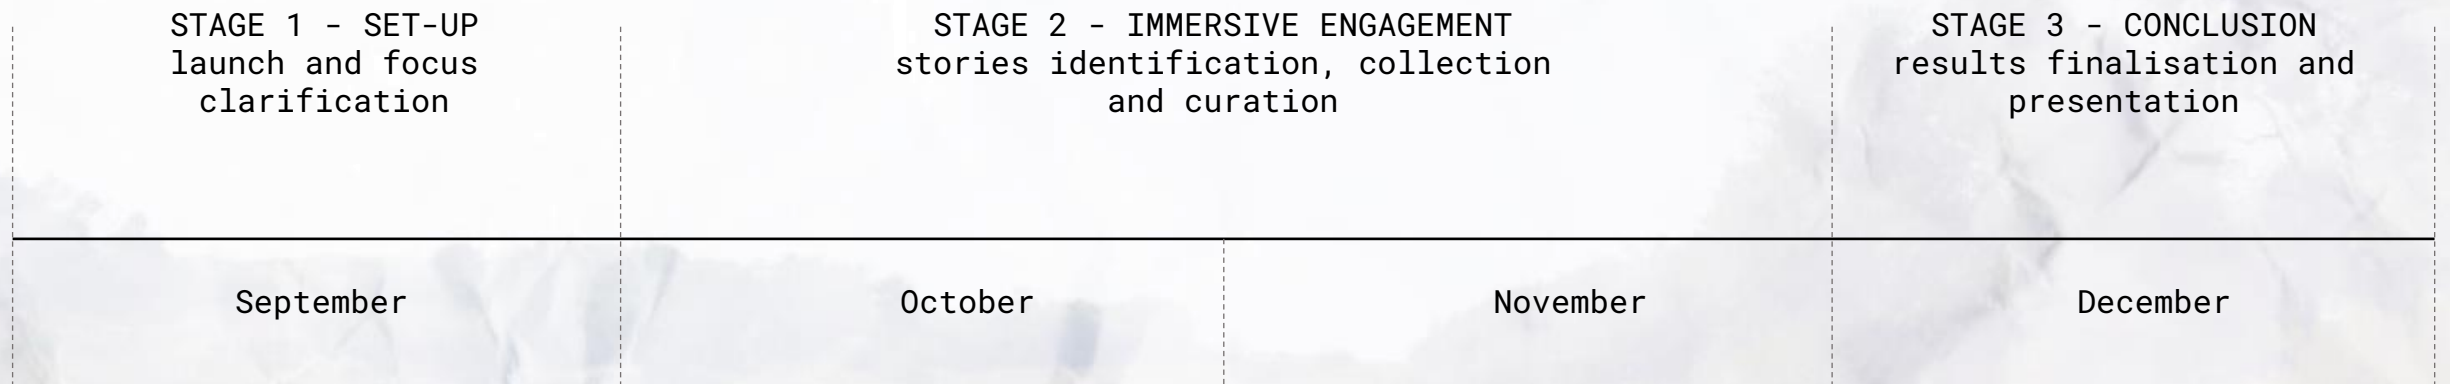 STAGE 1 - SET-UP
launch and focus
clarification
STAGE 2 - IMMERSIVE ENGAGEMENT
stories identification, collection
and curation
STAGE 3 - CONCLUSION
results finalisation and
presentation
September
October
November
December